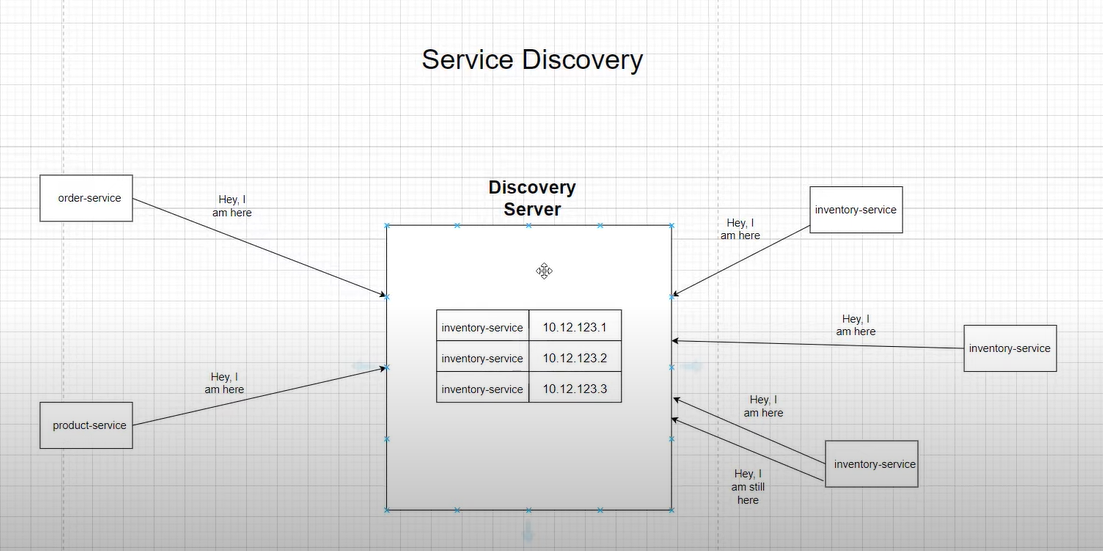 Service Discovery
order-service
Hey, I
am here
Discovery
Server
Hey, I
am here
inventory-service
inventory-service 10.12.123.1
inventory-service 10.12.123.2
inventory-service 10.12.123.3
Hey, I
am here
inventory-service
Hey, I
am here
product-service
Hey, I
am here
inventory-service
Hey, I
am still
here